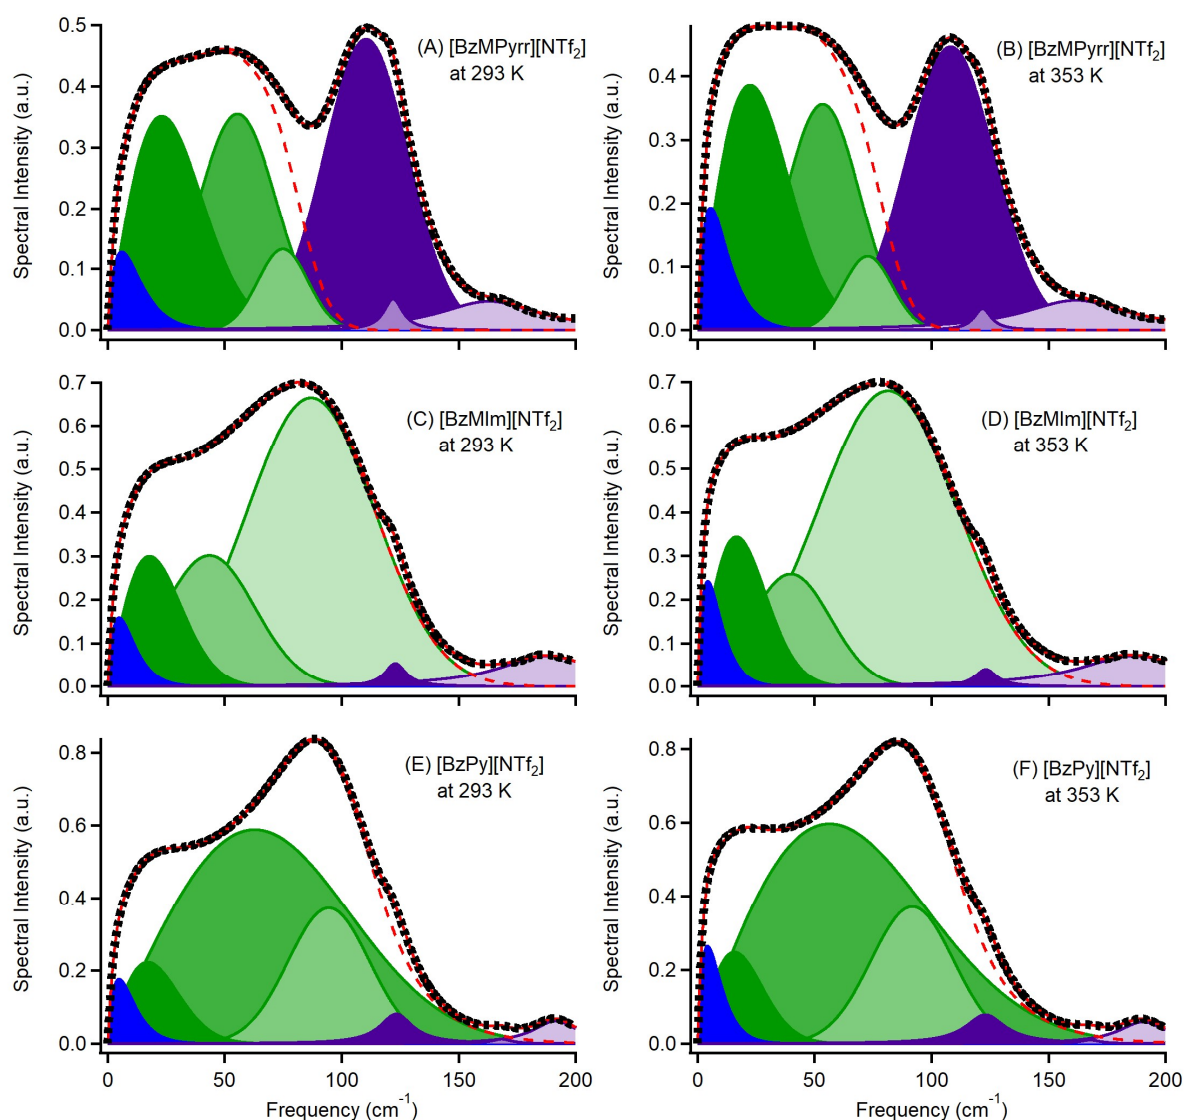 (A) [BzMPyrr][NTf₂]
at 293 K
Spectral Intensity (a.u.)
0.5
0.4
0.3
0.2
0.1
0.0
(B) [BzMPyrr][NTf₂]
at 353 K
Spectral Intensity (a.u.)
0.4
0.3
0.2
0.1
0.0
(C) [BzMIm][NTf₂]
at 293 K
Spectral Intensity (a.u.)
0.7
0.6
0.5
0.4
0.3
0.2
0.1
0.0
(D) [BzMIm][NTf₂]
at 353 K
Spectral Intensity (a.u.)
0.7
0.6
0.5
0.4
0.3
0.2
0.1
0.0
(E) [BzPy][NTf₂]
at 293 K
Spectral Intensity (a.u.)
0.8
0.6
0.4
0.2
0.0
0 50 100 150 200
Frequency (cm⁻¹)
(F) [BzPy][NTf₂]
at 353 K
Spectral Intensity (a.u.)
0.8
0.6
0.4
0.2
0.0
0 50 100 150 200
Frequency (cm⁻¹)